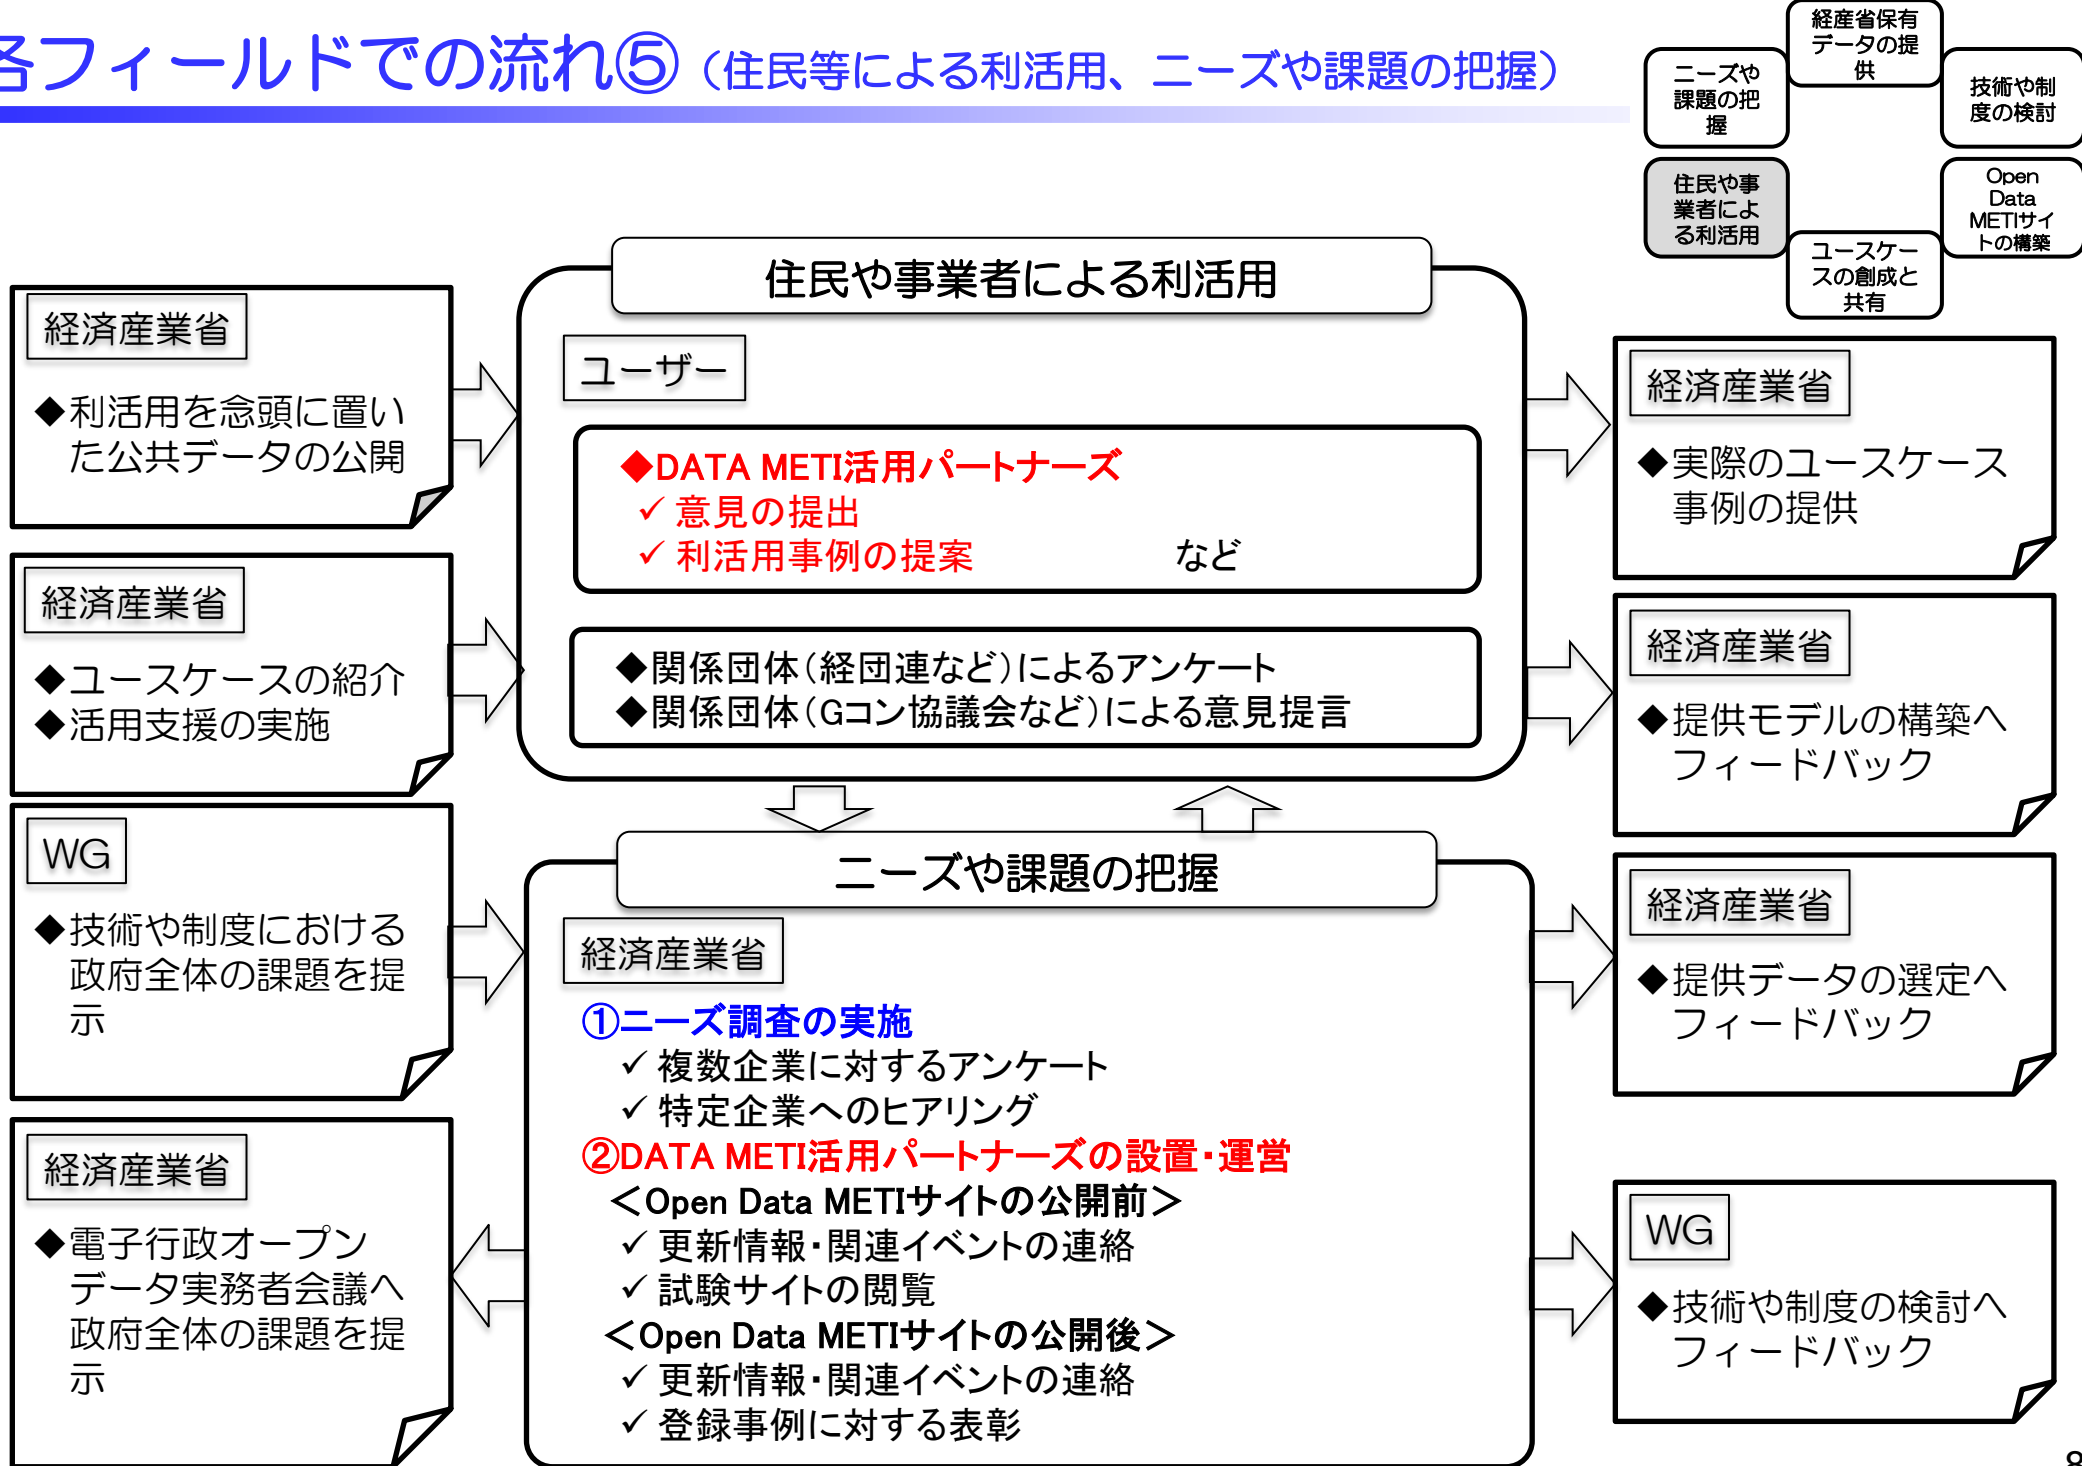 各フィールドでの流れ⑤（住民等による利活用、ニーズや課題の把握）
経産省保有
データの提
供
ニーズや
課題の把
握
技術や制
度の検討
住民や事
業者によ
る利活用
Open
Data
METIサイ
トの構築
ユースケー
スの創成と
共有
経済産業省
◆利活用を念頭に置い
た公共データの公開
経済産業省
◆ユースケースの紹介
◆活用支援の実施
WG
◆技術や制度における
政府全体の課題を提
示
経済産業省
◆電子行政オープン
データ実務者会議へ
政府全体の課題を提
示
住民や事業者による利活用
ユーザー
◆DATA METI活用パートナーズ
✓意見の提出
✓利活用事例の提案 など
◆関係団体（経団連など）によるアンケート
◆関係団体（Gコン協議会など）による意見提言
ニーズや課題の把握
経済産業省
①ニーズ調査の実施
✓複数企業に対するアンケート
✓特定企業へのヒアリング
②DATA METI活用パートナーズの設置・運営
＜Open Data METIサイトの公開前＞
✓更新情報・関連イベントの連絡
✓試験サイトの閲覧
＜Open Data METIサイトの公開後＞
✓更新情報・関連イベントの連絡
✓登録事例に対する表彰
経済産業省
◆実際のユースケース
事例の提供
経済産業省
◆提供モデルの構築へ
フィードバック
経済産業省
◆提供データの選定へ
フィードバック
WG
◆技術や制度の検討へ
フィードバック
8